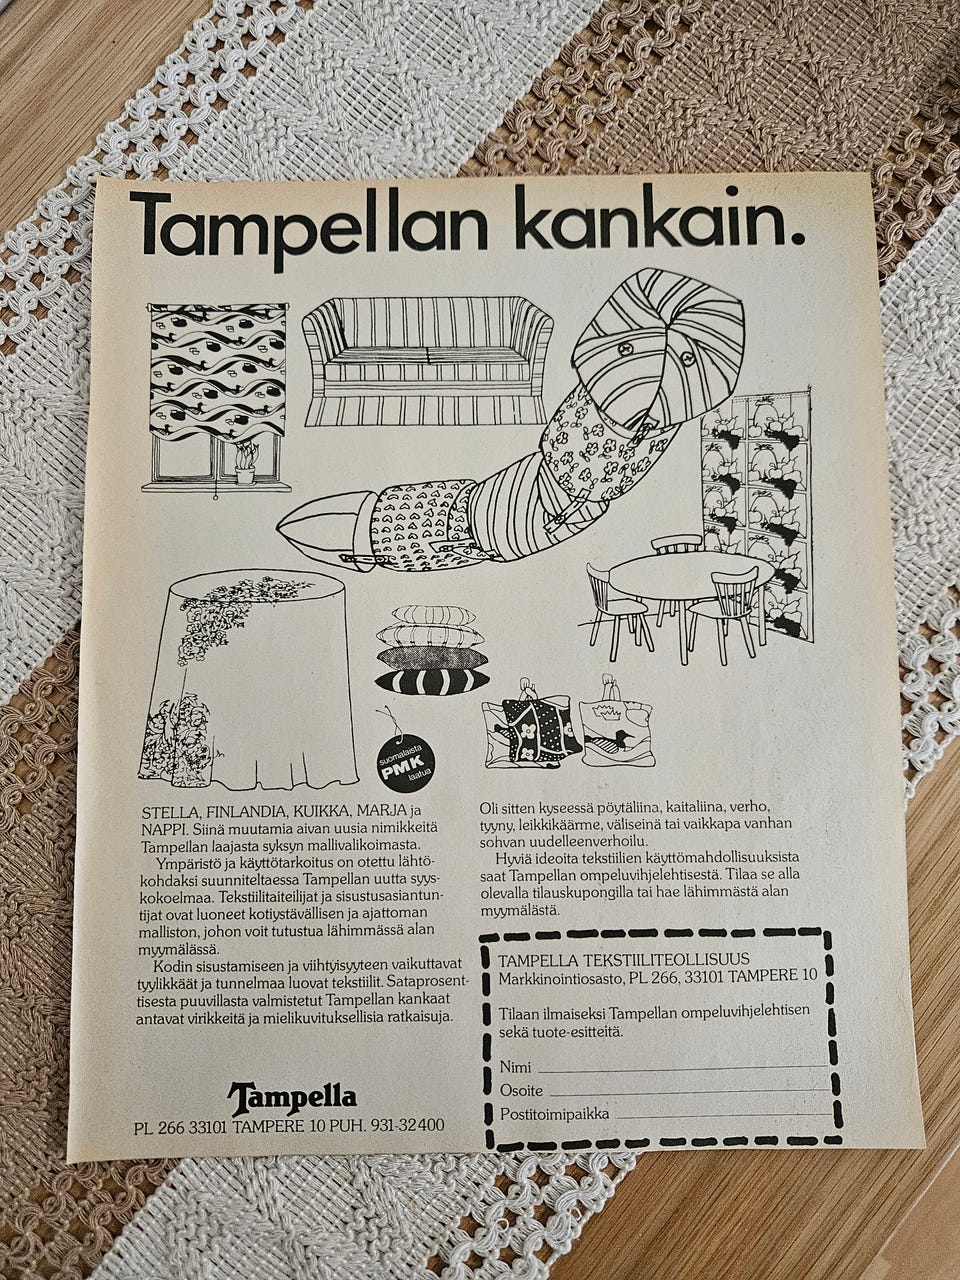 Tampellan kankain.
suomalaista
PMK
laatua
STELLA, FINLANDIA, KUIKKA, MARJA ja
NAPPI. Siinä muutamia aivan uusia nimikkeitä
Tampellan laajasta syksyn mallivalikoimasta.
Ympäristö ja käyttötarkoitus on otettu lähtö-
kohdaksi suunniteltaessa Tampellan uutta syys-
kokoelmaa. Tekstiilitaiteilijat ja sisustusasiantun-
tijat ovat luoneet kotiystävällisen ja ajattoman
malliston, johon voit tutustua lähimmässä alan
myymälässä.
Kodin sisustamiseen ja viihtyisyyteen vaikuttavat
tyylikkäät ja tunnelmaa luovat tekstiilit. Sataprosent-
tisesta puuvillasta valmistetut Tampellan kankaat
antavat virikkeitä ja mielikuvituksellisia ratkaisuja.
Tampella
PL 266 33101 TAMPERE 10 PUH. 931-32 400
Oli sitten kyseessä pöytäliina, kaitaliina, verho,
tyyny, leikkikäärme, väliseinä tai vaikkapa vanhan
sohvan uudelleenverhoilu.
Hyviä ideoita tekstiilien käyttömahdollisuuksista
saat Tampellan ompeluvihjelehtisestä. Tilaa se alla
olevalla tilauskupongilla tai hae lähimmästä alan
myymälästä.
TAMPELLA TEKSTIILITEOLLISUUS
Markkinointiosasto, PL 266, 33101 TAMPERE 10
Tilaan ilmaiseksi Tampellan ompeluvihjelehtisen
sekä tuote-esitteitä.
Nimi
Osoite
Postitoimipaikka